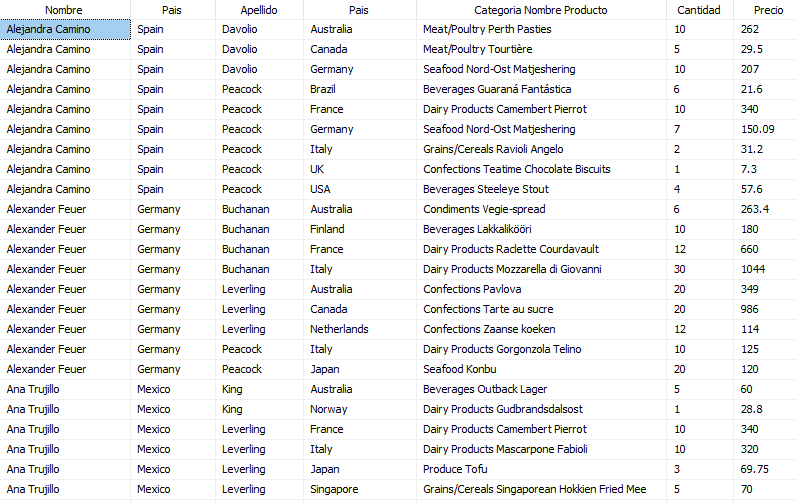 Nombre Pais Apellido Pais Categoria Nombre Producto Cantidad Precio
Alejandra Camino Spain Davolio Australia Meat/Poultry Perth Pasties 10 262
Alejandra Camino Spain Davolio Canada Meat/Poultry Tourtière 5 29.5
Alejandra Camino Spain Davolio Germany Seafood Nord-Ost Matjeshering 10 207
Alejandra Camino Spain Peacock Brazil Beverages Guaraná Fantástica 6 21.6
Alejandra Camino Spain Peacock France Dairy Products Camembert Pierrot 10 340
Alejandra Camino Spain Peacock Germany Seafood Nord-Ost Matjeshering 7 150.09
Alejandra Camino Spain Peacock Italy Grains/Cereals Ravioli Angelo 2 31.2
Alejandra Camino Spain Peacock UK Confections Teatime Chocolate Biscuits 1 7.3
Alejandra Camino Spain Peacock USA Beverages Steeleye Stout 4 57.6
Alexander Feuer Germany Buchanan Australia Condiments Vegie-spread 6 263.4
Alexander Feuer Germany Buchanan Finland Beverages Lakkalikööri 10 180
Alexander Feuer Germany Buchanan France Dairy Products Raclette Courdavault 12 660
Alexander Feuer Germany Buchanan Italy Dairy Products Mozzarella di Giovanni 30 1044
Alexander Feuer Germany Leverling Australia Confections Pavlova 20 349
Alexander Feuer Germany Leverling Canada Confections Tarte au sucre 20 986
Alexander Feuer Germany Leverling Netherlands Confections Zaanse koeken 12 114
Alexander Feuer Germany Peacock Italy Dairy Products Gorgonzola Telino 10 125
Alexander Feuer Germany Peacock Japan Seafood Konbu 20 120
Ana Trujillo Mexico King Australia Beverages Outback Lager 5 60
Ana Trujillo Mexico King Norway Dairy Products Gudbrandsdalsost 1 28.8
Ana Trujillo Mexico Leverling France Dairy Products Camembert Pierrot 10 340
Ana Trujillo Mexico Leverling Italy Dairy Products Mascarpone Fabioli 10 320
Ana Trujillo Mexico Leverling Japan Produce Tofu 3 69.75
Ana Trujillo Mexico Leverling Singapore Grains/Cereals Singaporean Hokkien Fried Mee 5 70